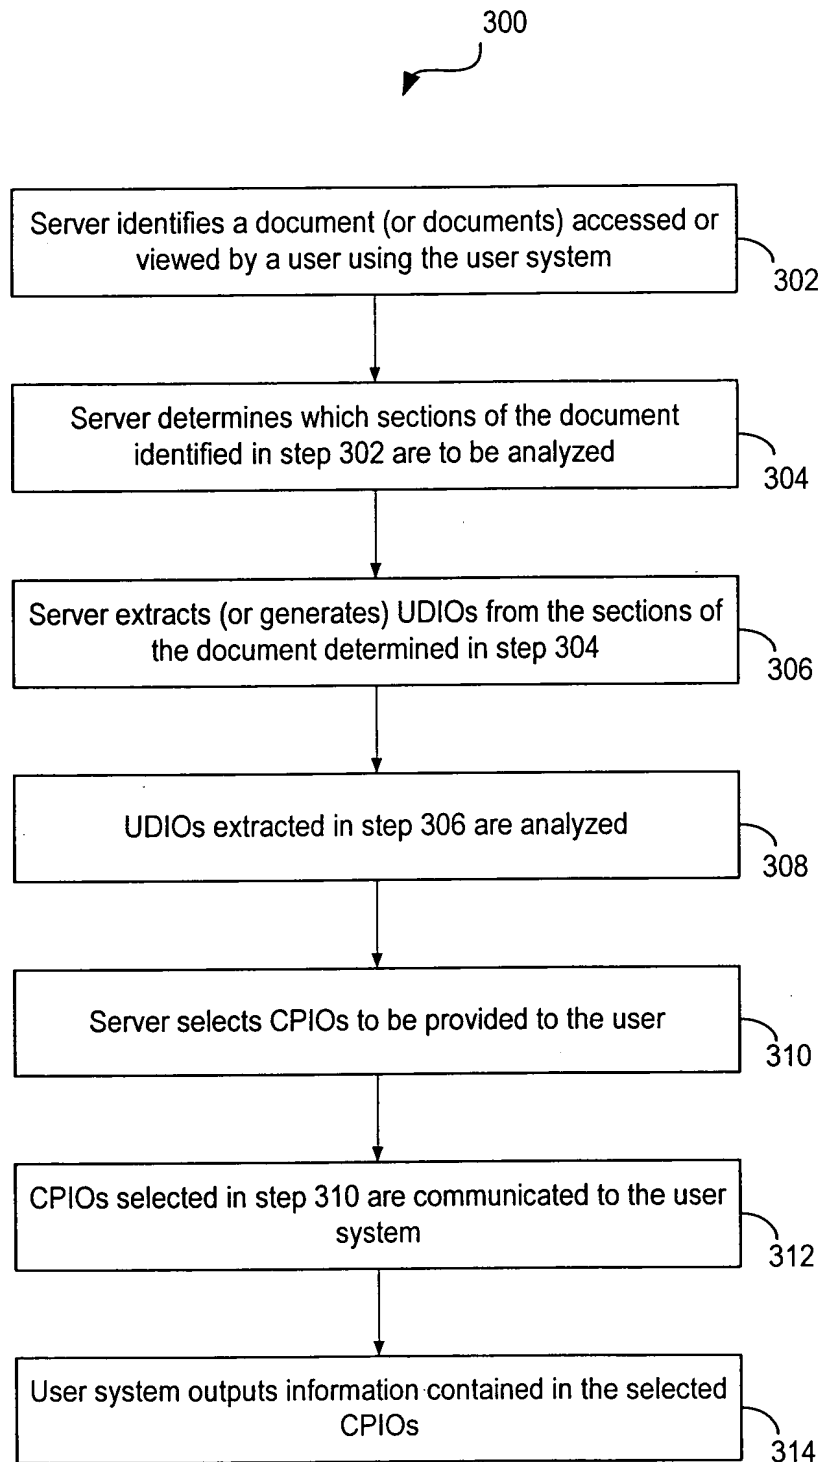 300
Server identifies a document (or documents) accessed or
viewed by a user using the user system
302
Server determines which sections of the document
identified in step 302 are to be analyzed
304
Server extracts (or generates) UDIOs from the sections of
the document determined in step 304
306
UDIOs extracted in step 306 are analyzed
308
Server selects CPIOs to be provided to the user
310
CPIOs selected in step 310 are communicated to the user
system
312
User system outputs information contained in the selected
CPIOs
314